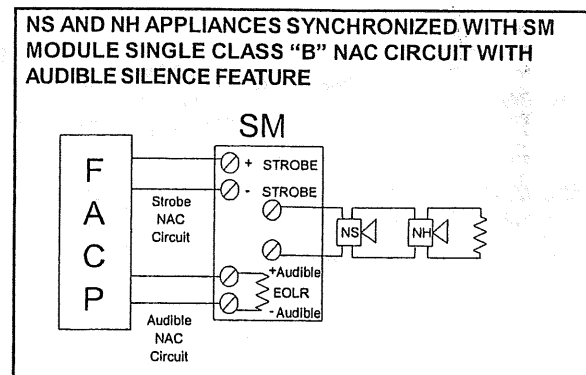 NS AND NH APPLIANCES SYNCHRONIZED WITH SM
MODULE SINGLE CLASS “B” NAC CIRCUIT WITH
AUDIBLE SILENCE FEATURE
SM
F
A
C
P
+ STROBE
- STROBE
Strobe
NAC
Circuit
NS
NH
+Audible
EOLR
-Audible
Audible
NAC
Circuit